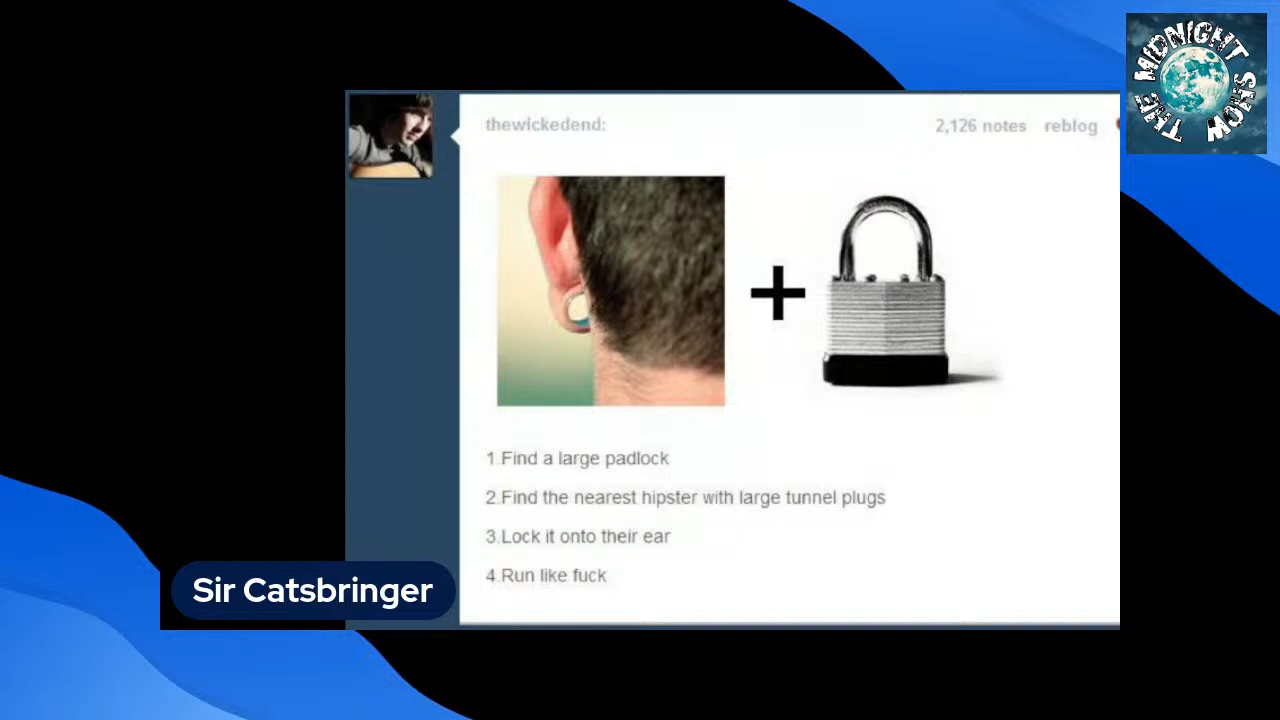 THE MIDNIGHT SHOW
thewickedend:
2,126 notes reblog
+
1.Find a large padlock
2.Find the nearest hipster with large tunnel plugs
3.Lock it onto their ear
4.Run like fuck
Sir Catsbringer